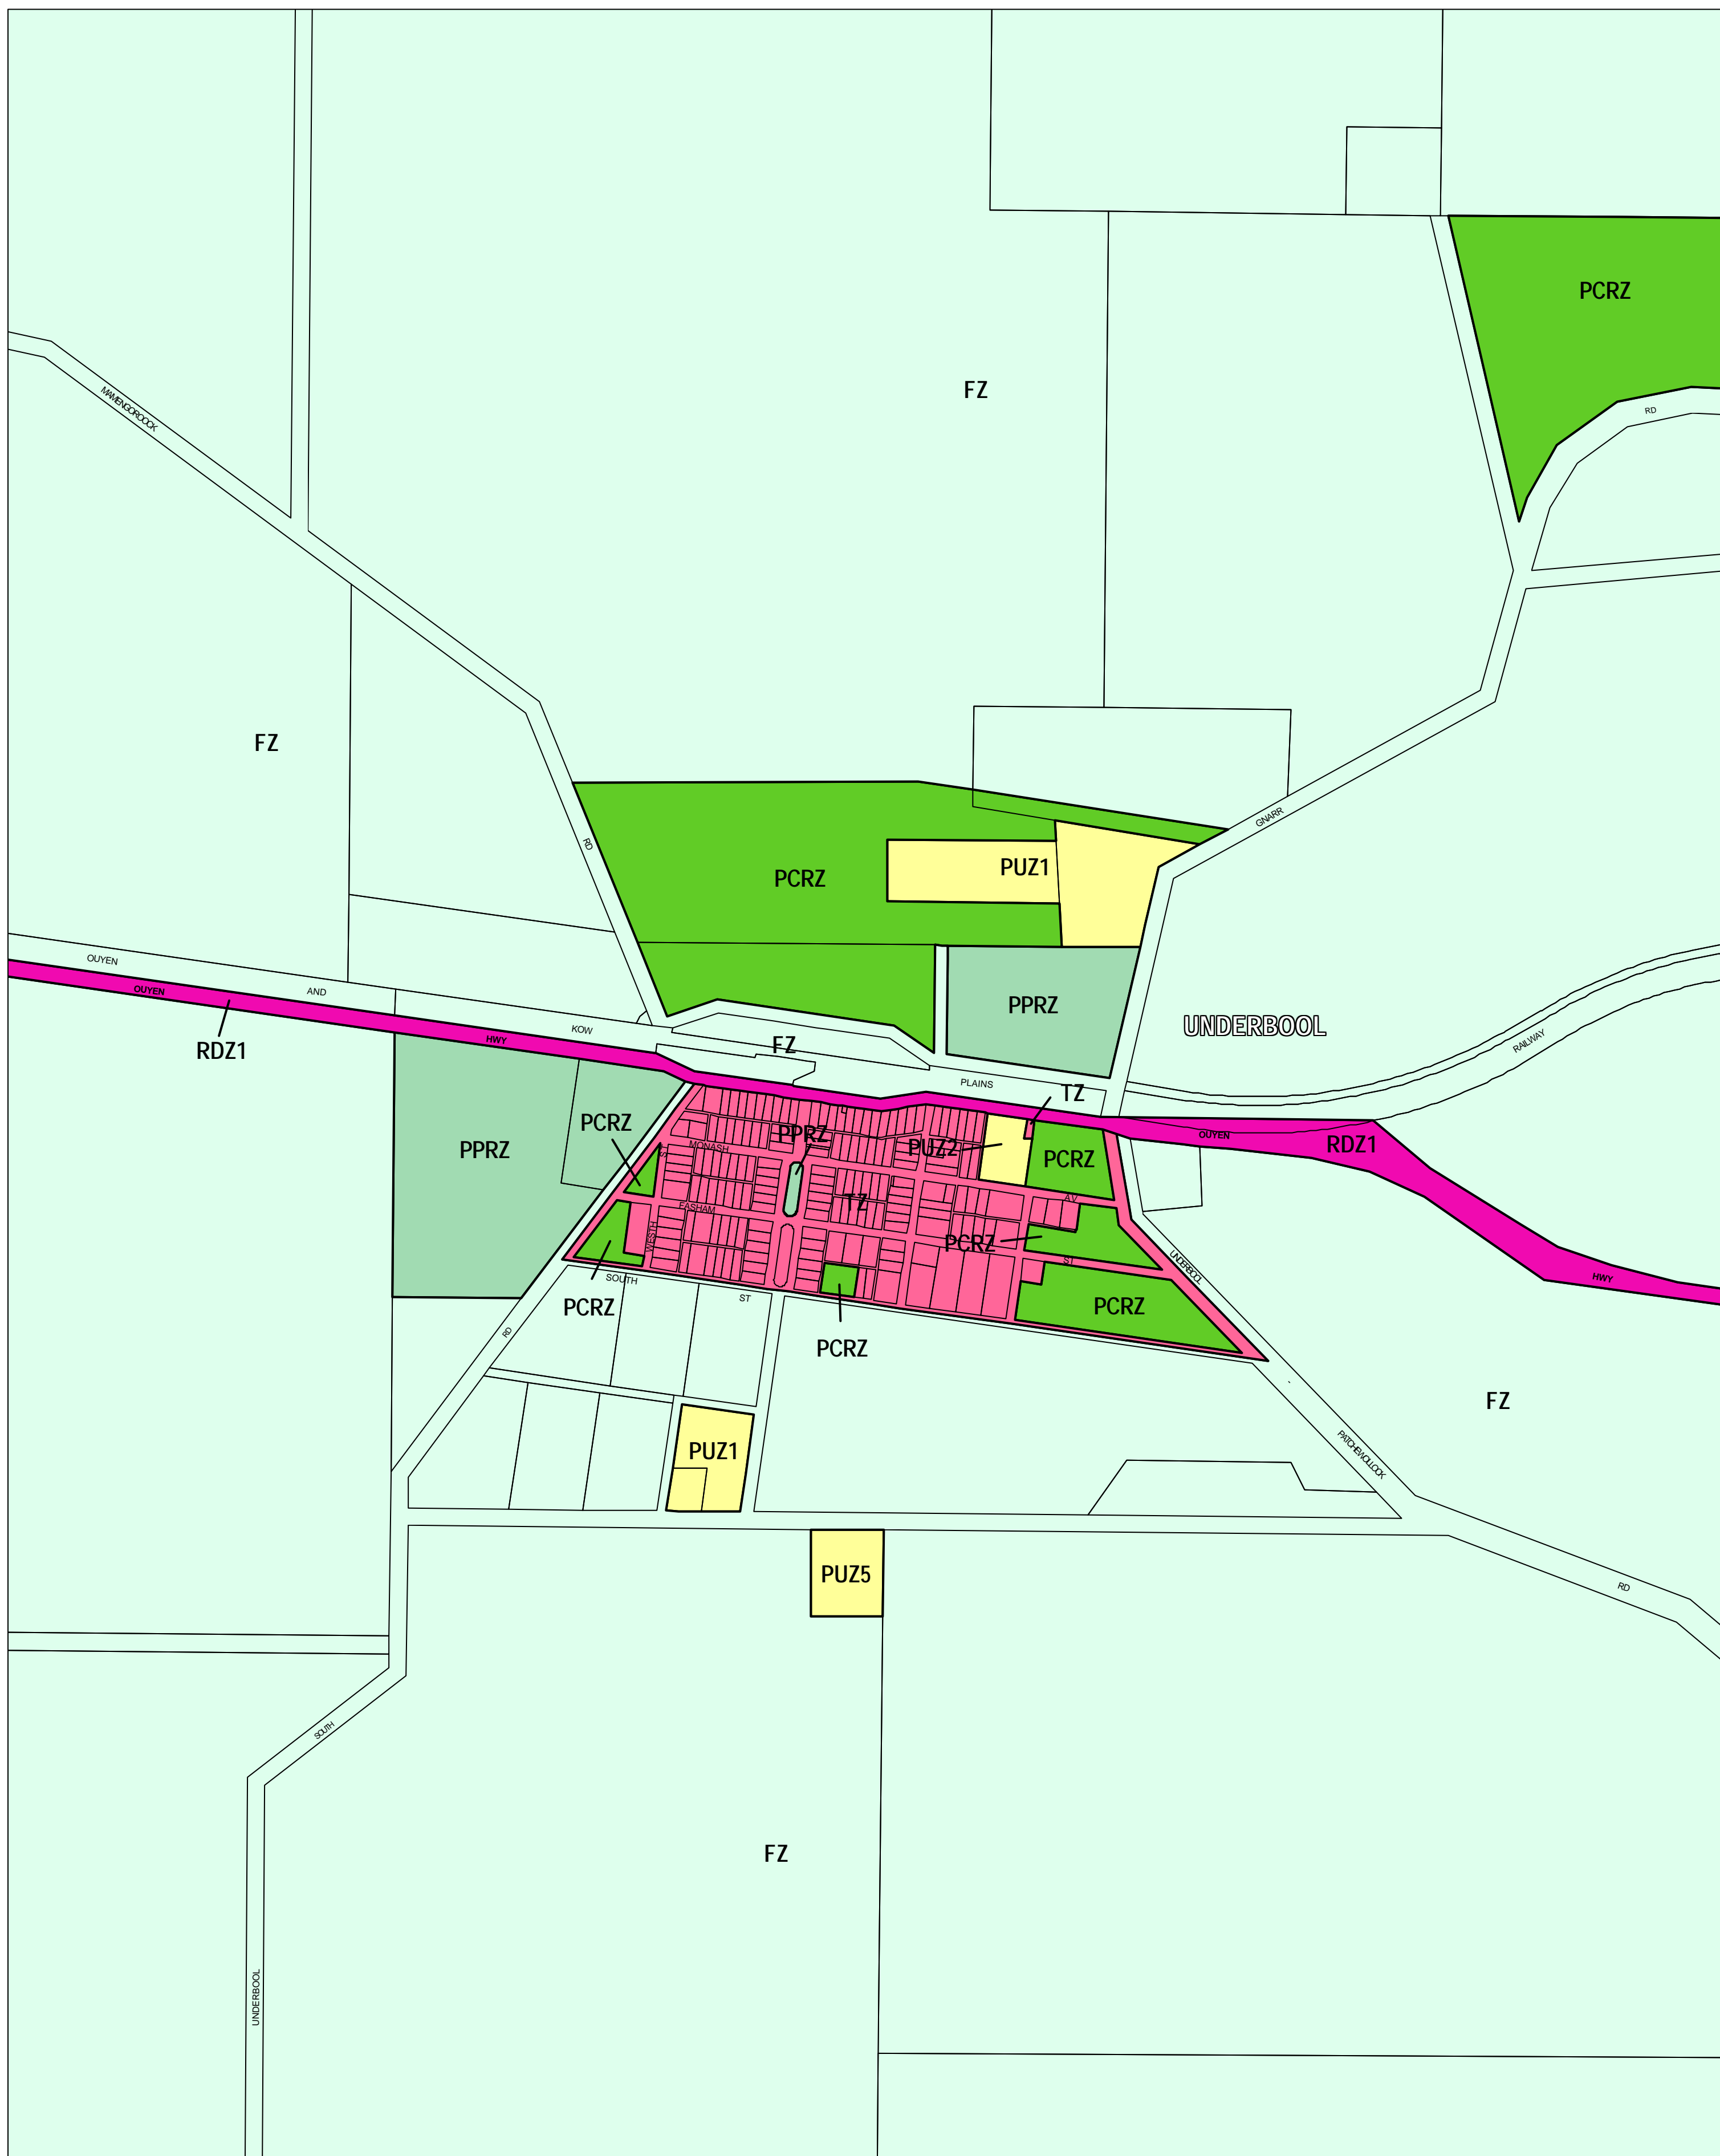 PCRZ
FZ
RD
MAMENGOROOCK
FZ
GNARR
RD
PUZ1
PCRZ
OUYEN
OUYEN
AND
PPRZ
UNDERBOOL
KOW
HWY
FZ
RAILWAY
RDZ1
PLAINS
TZ
PCRZ
PPRZ
OUYEN
RDZ1
MONASH
PUZ2
PPRZ
ST
PCRZ
AV
TZ
FASHAM
WESTH
PCRZ
ST
UNDERBOOL
SOUTH
HWY
ST
PCRZ
PCRZ
RD
PCRZ
-
FZ
PUZ1
PATCHEWOLLOCK
PUZ5
RD
SOUTH
FZ
UNDERBOOL